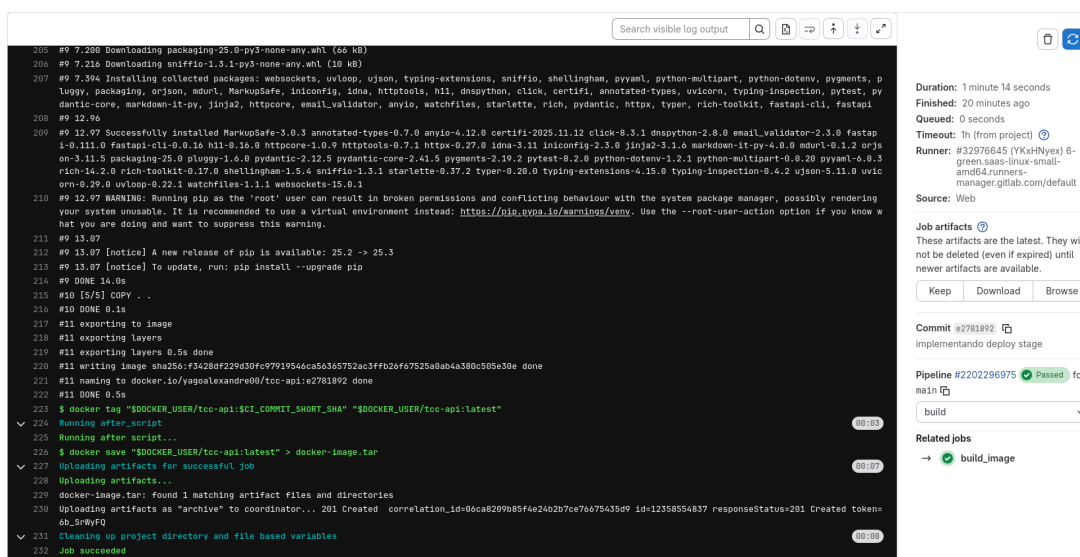 Search visible log output
205 #9 7.200 Downloading packaging-25.0-py3-none-any.whl (66 kB)
206 #9 7.216 Downloading sniffio-1.3.1-py3-none-any.whl (10 kB)
207 #9 7.394 Installing collected packages: websockets, uvloop, ujson, typing-extensions, sniffio, shellingham, pyyaml, python-multipart, python-dotenv, pygments, p
luggy, packaging, orjson, mdurl, MarkupSafe, iniconfig, idna, httptools, h11, dnspython, click, certifi, annotated-types, uvicorn, typing-inspection, pytest, py
dantic-core, markdown-it-py, jinja2, httpcore, email_validator, anyio, watchfiles, starlette, rich, pydantic, httpx, typer, rich-toolkit, fastapi-cli, fastapi
208 #9 12.96
209 #9 12.97 Successfully installed MarkupSafe-3.0.3 annotated-types-0.7.0 anyio-4.12.0 certifi-2025.11.12 click-8.3.1 dnspython-2.8.0 email_validator-2.3.0 fastap
i-0.111.0 fastapi-cli-0.0.16 h11-0.16.0 httpcore-1.0.9 httptools-0.7.1 httpx-0.27.0 idna-3.11 iniconfig-2.3.0 jinja2-3.1.6 markdown-it-py-4.0.0 mdurl-0.1.2 orjs
on-3.11.5 packaging-25.0 pluggy-1.6.0 pydantic-2.12.5 pydantic-core-2.41.5 pygments-2.19.2 pytest-8.2.0 python-dotenv-1.2.1 python-multipart-0.0.20 pyyaml-6.0.3
rich-14.2.0 rich-toolkit-0.17.0 shellingham-1.5.4 sniffio-1.3.1 starlette-0.37.2 typer-0.20.0 typing-extensions-4.15.0 typing-inspection-0.4.2 ujson-5.11.0 uvic
orn-0.29.0 uvloop-0.22.1 watchfiles-1.1.1 websockets-15.0.1
210 #9 12.97 WARNING: Running pip as the 'root' user can result in broken permissions and conflicting behaviour with the system package manager, possibly rendering
your system unusable. It is recommended to use a virtual environment instead: https://pip.pypa.io/warnings/venv. Use the --root-user-action option if you know w
hat you are doing and want to suppress this warning.
211 #9 13.07
212 #9 13.07 [notice] A new release of pip is available: 25.2 -> 25.3
213 #9 13.07 [notice] To update, run: pip install --upgrade pip
214 #9 DONE 14.0s
215 #10 [5/5] COPY . .
216 #10 DONE 0.1s
217 #11 exporting to image
218 #11 exporting layers
219 #11 exporting layers 0.5s done
220 #11 writing image sha256:f3428df229d30fc97919546ca56365752ac3ffb26f67525a0ab4a380c505e30e done
221 #11 naming to docker.io/yagoalexandre00/tcc-api:e2781892 done
222 #11 DONE 0.5s
223 $ docker tag "$DOCKER_USER/tcc-api:$CI_COMMIT_SHORT_SHA" "$DOCKER_USER/tcc-api:latest"
224 Running after_script 00:03
225 Running after script...
226 $ docker save "$DOCKER_USER/tcc-api:latest" > docker-image.tar
227 Uploading artifacts for successful job 00:07
228 Uploading artifacts...
229 docker-image.tar: found 1 matching artifact files and directories
230 Uploading artifacts as "archive" to coordinator... 201 Created correlation_id=06ca8209b85f4e24b2b7ce76675435d9 id=12358554837 responseStatus=201 Created token=
6b_SrWyFQ
231 Cleaning up project directory and file based variables 00:00
232 Job succeeded
Duration: 1 minute 14 seconds
Finished: 20 minutes ago
Queued: 0 seconds
Timeout: 1h (from project)
Runner: #32976645 (YKxHNyex) 6-
green.saas-linux-small-
amd64.runners-
manager.gitlab.com/default
Source: Web
Job artifacts
These artifacts are the latest. They wi
not be deleted (even if expired) until
newer artifacts are available.
Keep Download Browse
Commit e2781892
implementando deploy stage
Pipeline #2202296975 Passed fo
main
build
Related jobs
→ build_image